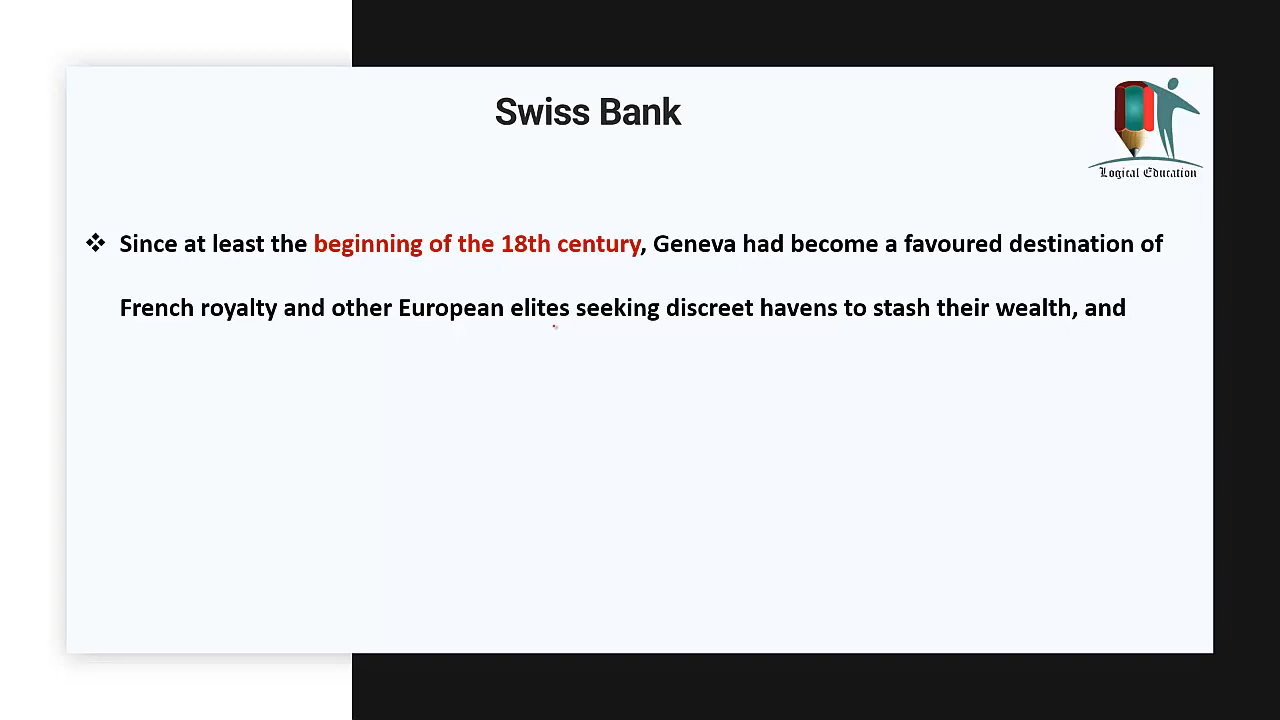 Swiss Bank
Logical Education
❖ Since at least the beginning of the 18th century, Geneva had become a favoured destination of
French royalty and other European elites seeking discreet havens to stash their wealth, and